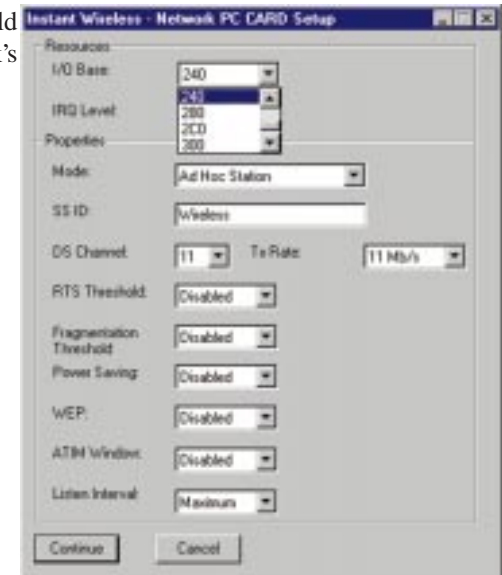 ld
's
Instant Wireless - Network PC CARD Setup
Resources
I/O Base:
240
240
280
2C0
300
IRQ Level:
Properties
Mode:
Ad Hoc Station
SS ID:
Wireless
DS Channel:
11
Tx Rate:
11 Mb/s
RTS Threshold:
Disabled
Fragmentation
Threshold
Disabled
Power Saving:
Disabled
WEP:
Disabled
ATIM Window:
Disabled
Listen Interval:
Maximum
Continue
Cancel